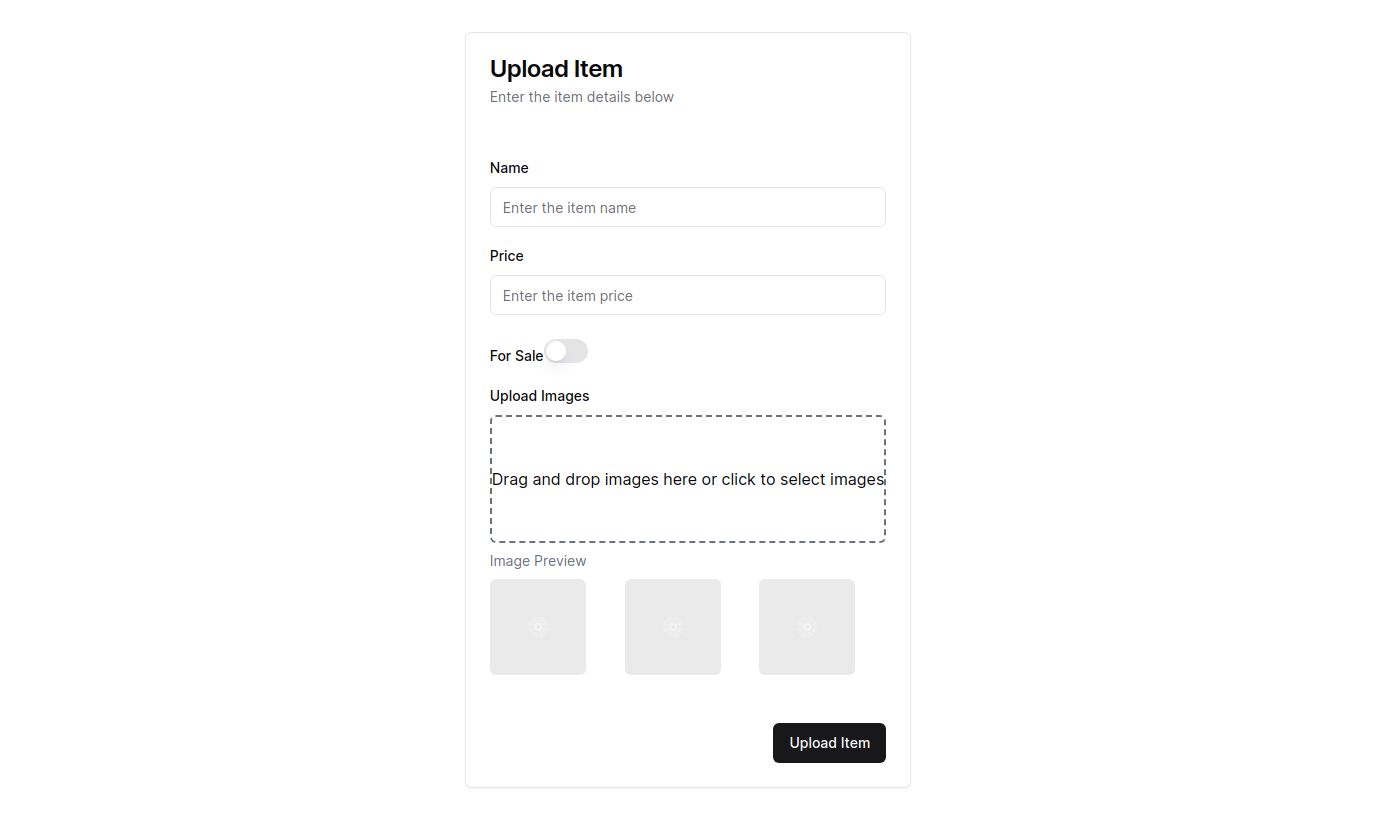 Upload Item
Enter the item details below
Name
Enter the item name
Price
Enter the item price
For Sale
Upload Images
Drag and drop images here or click to select images
Image Preview
Upload Item